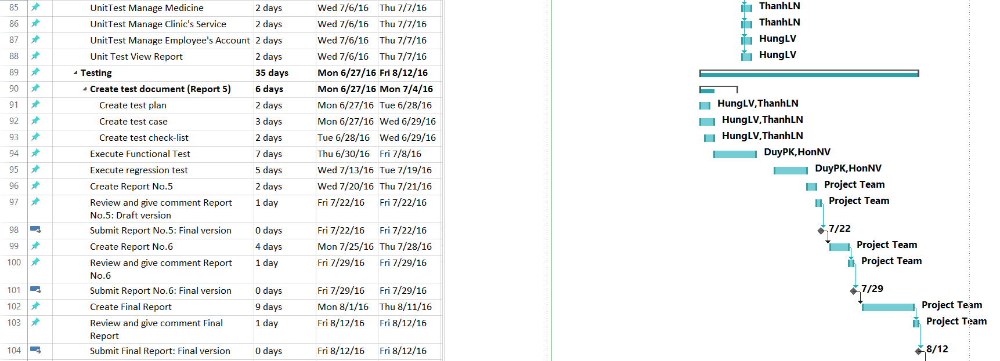 85 UnitTest Manage Medicine 2 days Wed 7/6/16 Thu 7/7/16 ThanhLN
86 UnitTest Manage Clinic's Service 2 days Wed 7/6/16 Thu 7/7/16 ThanhLN
87 UnitTest Manage Employee's Account 2 days Wed 7/6/16 Thu 7/7/16 HungLV
88 Unit Test View Report 2 days Wed 7/6/16 Thu 7/7/16 HungLV
89 Testing 35 days Mon 6/27/16 Fri 8/12/16
90 Create test document (Report 5) 6 days Mon 6/27/16 Mon 7/4/16
91 Create test plan 2 days Mon 6/27/16 Tue 6/28/16 HungLV,ThanhLN
92 Create test case 3 days Mon 6/27/16 Wed 6/29/16 HungLV,ThanhLN
93 Create test check-list 2 days Tue 6/28/16 Wed 6/29/16 HungLV,ThanhLN
94 Execute Functional Test 7 days Thu 6/30/16 Fri 7/8/16 DuyPK,HonNV
95 Execute regression test 5 days Wed 7/13/16 Tue 7/19/16 DuyPK,HonNV
96 Create Report No.5 2 days Wed 7/20/16 Thu 7/21/16 Project Team
97 Review and give comment Report 1 day Fri 7/22/16 Fri 7/22/16 Project Team
No.5: Draft version
98 Submit Report No.5: Final version 0 days Fri 7/22/16 Fri 7/22/16 7/22
99 Create Report No.6 4 days Mon 7/25/16 Thu 7/28/16 Project Team
100 Review and give comment Report 1 day Fri 7/29/16 Fri 7/29/16 Project Team
No.6
101 Submit Report No.6: Final version 0 days Fri 7/29/16 Fri 7/29/16 7/29
102 Create Final Report 9 days Mon 8/1/16 Thu 8/11/16 Project Team
103 Review and give comment Final 1 day Fri 8/12/16 Fri 8/12/16 Project Team
Report
104 Submit Final Report: Final version 0 days Fri 8/12/16 Fri 8/12/16 8/12